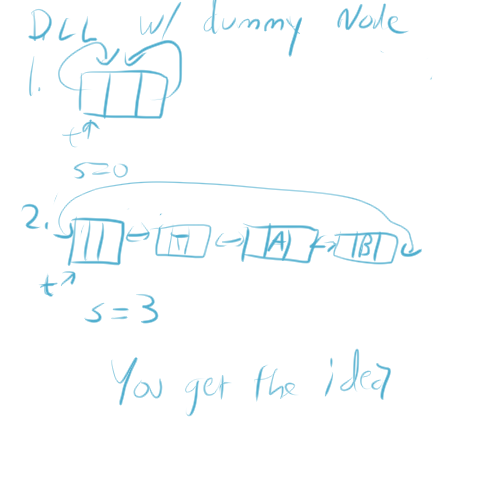 DLL w/ dummy Node
1.
t
s=0
2.
T A B
t
s = 3
You get the idea